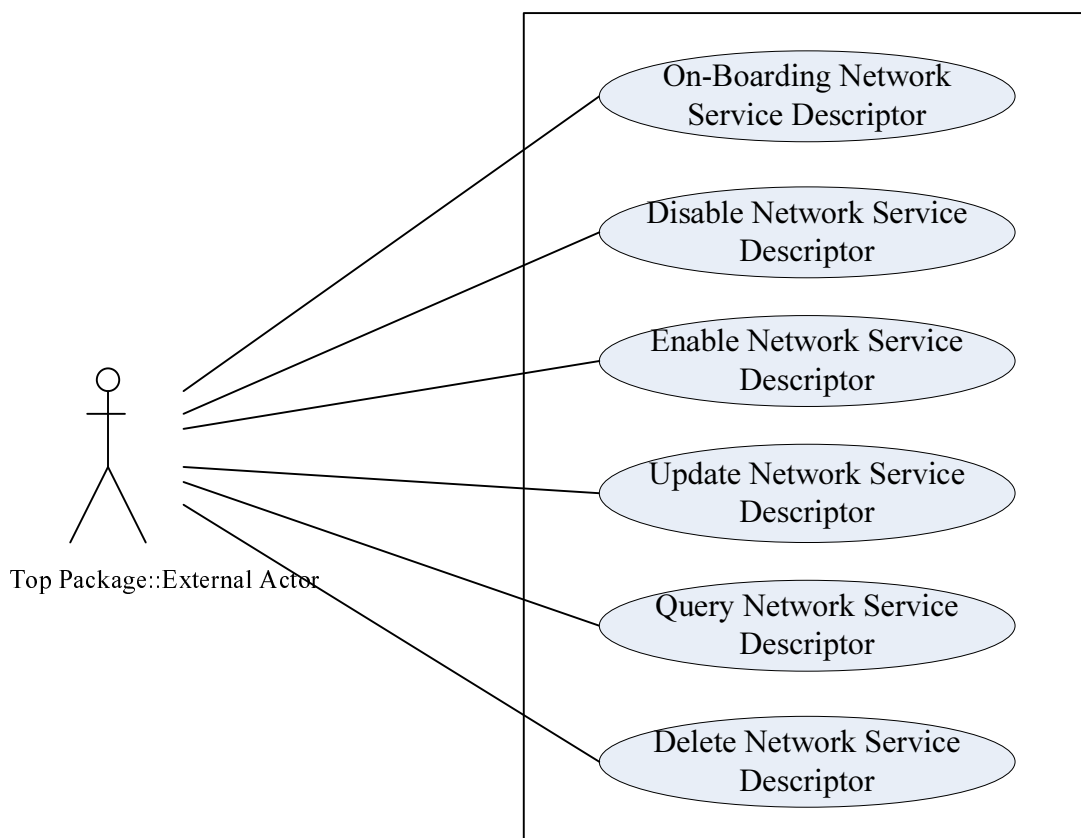 On-Boarding Network
Service Descriptor
Disable Network Service
Descriptor
Enable Network Service
Descriptor
Update Network Service
Descriptor
Top Package::External Actor
Query Network Service
Descriptor
Delete Network Service
Descriptor